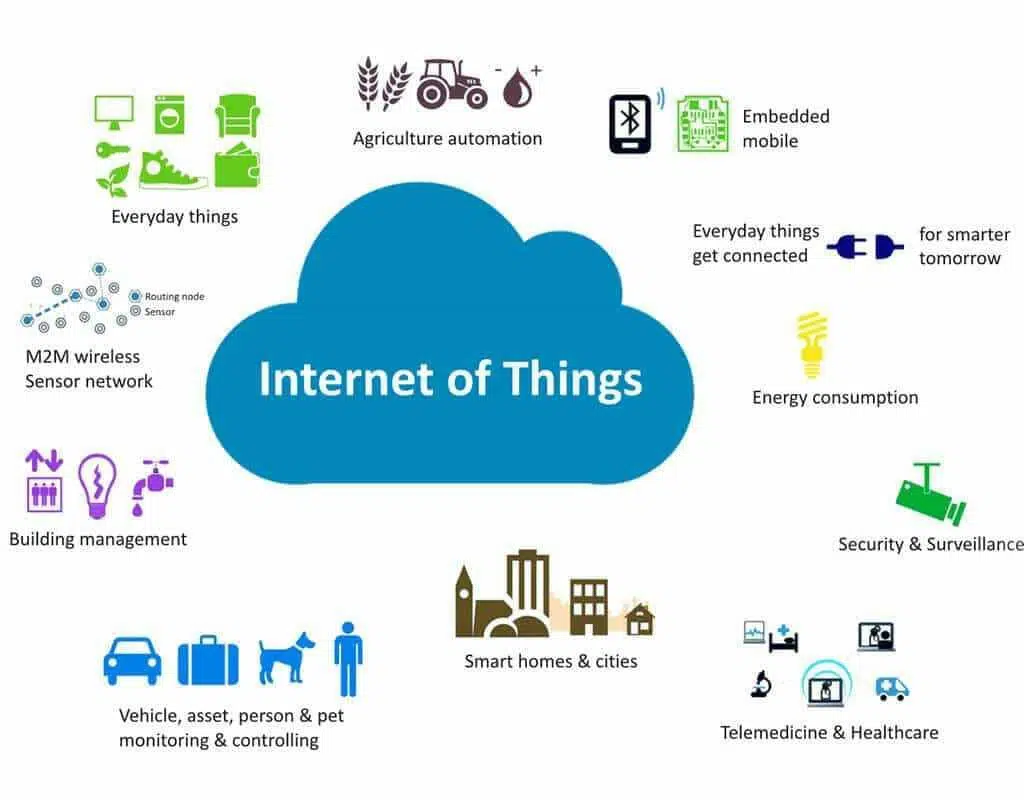 Agriculture automation
Embedded
mobile
Everyday things
Everyday things
get connected
for smarter
tomorrow
Routing node
Sensor
M2M wireless
Sensor network
Internet of Things
Energy consumption
Building management
Security & Surveillance
Smart homes & cities
Vehicle, asset, person & pet
monitoring & controlling
Telemedicine & Healthcare